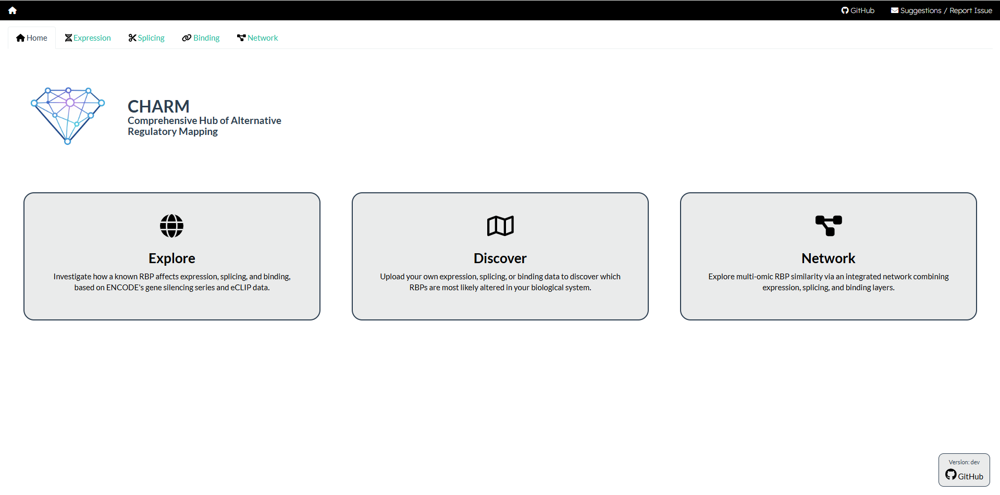 GitHub Suggestions / Report Issue
Home Expression Splicing Binding Network
CHARM
Comprehensive Hub of Alternative
Regulatory Mapping
Explore
Investigate how a known RBP affects expression, splicing, and binding,
based on ENCODE's gene silencing series and eCLIP data.
Discover
Upload your own expression, splicing, or binding data to discover which
RBPs are most likely altered in your biological system.
Network
Explore multi-omic RBP similarity via an integrated network combining
expression, splicing, and binding layers.
Version: dev
GitHub